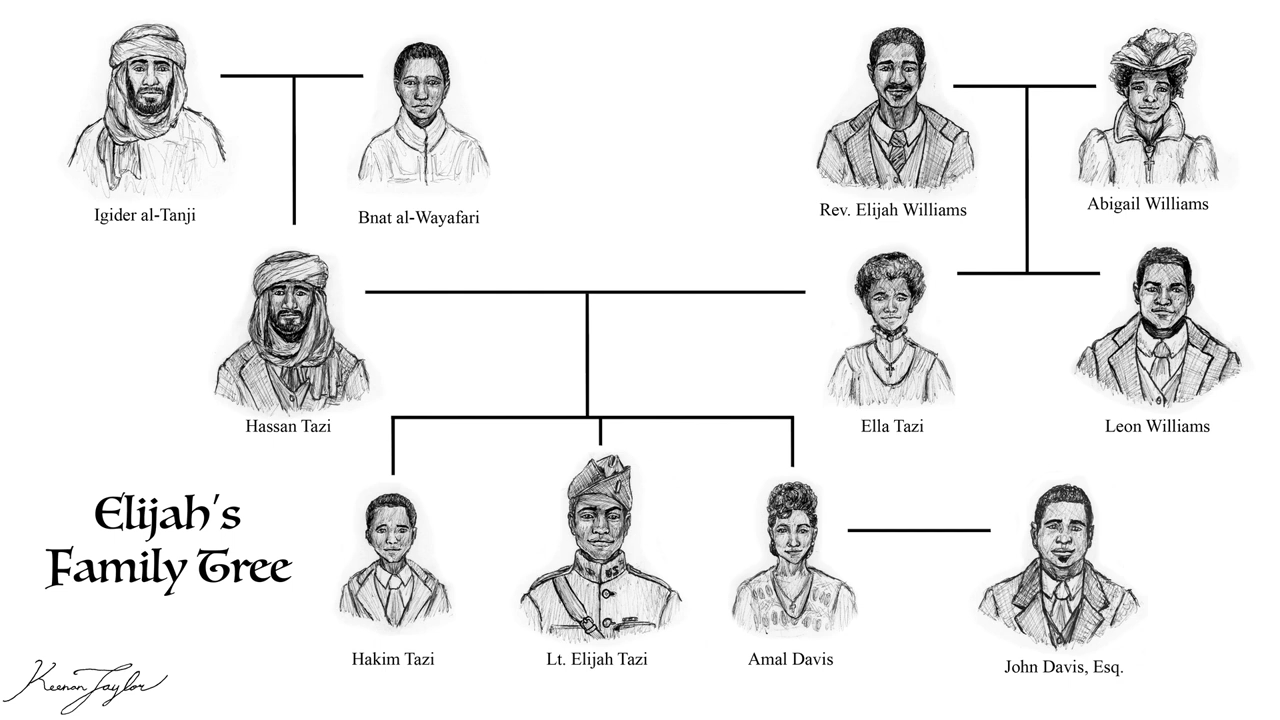 Igider al-Tanji
Bnat al-Wayafari
Rev. Elijah Williams
Abigail Williams
Hassan Tazi
Ella Tazi
Leon Williams
Elijah's
Family Tree
Hakim Tazi
Lt. Elijah Tazi
Amal Davis
John Davis, Esq.
US
Keenan Taylor